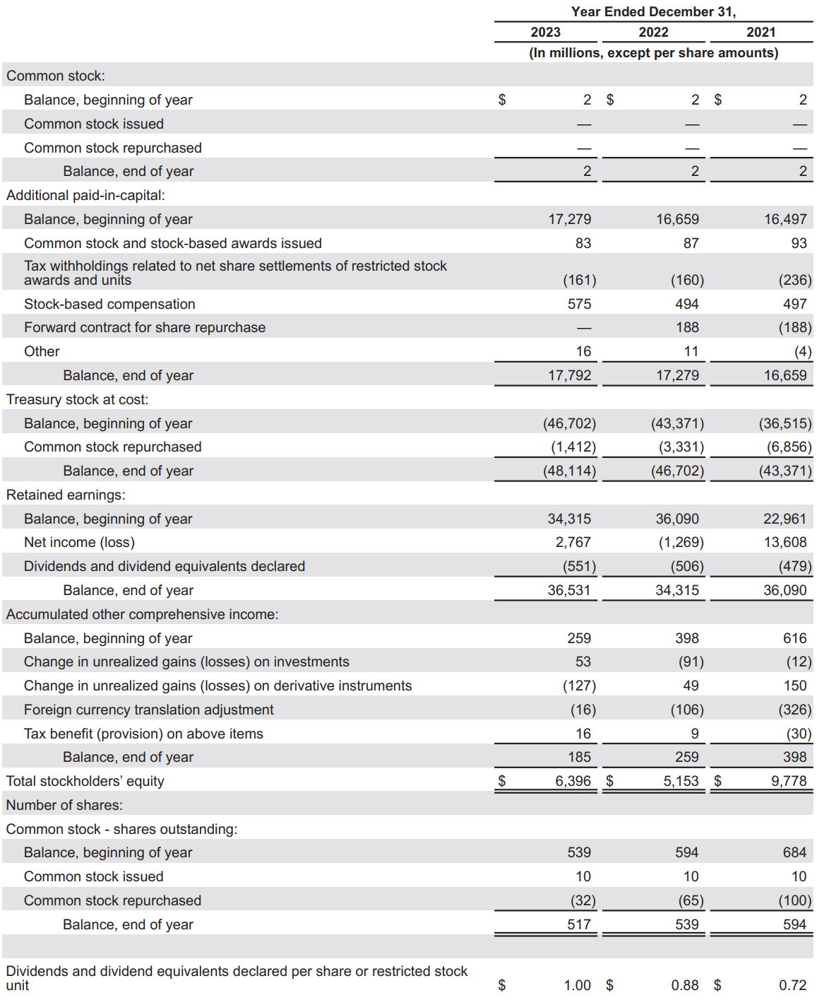 Year Ended December 31,
2023 2022 2021
(In millions, except per share amounts)
Common stock:
Balance, beginning of year $ 2 $ 2 $ 2
Common stock issued — — —
Common stock repurchased — — —
Balance, end of year 2 2 2
Additional paid-in-capital:
Balance, beginning of year 17,279 16,659 16,497
Common stock and stock-based awards issued 83 87 93
Tax withholdings related to net share settlements of restricted stock
awards and units (161) (160) (236)
Stock-based compensation 575 494 497
Forward contract for share repurchase — 188 (188)
Other 16 11 (4)
Balance, end of year 17,792 17,279 16,659
Treasury stock at cost:
Balance, beginning of year (46,702) (43,371) (36,515)
Common stock repurchased (1,412) (3,331) (6,856)
Balance, end of year (48,114) (46,702) (43,371)
Retained earnings:
Balance, beginning of year 34,315 36,090 22,961
Net income (loss) 2,767 (1,269) 13,608
Dividends and dividend equivalents declared (551) (506) (479)
Balance, end of year 36,531 34,315 36,090
Accumulated other comprehensive income:
Balance, beginning of year 259 398 616
Change in unrealized gains (losses) on investments 53 (91) (12)
Change in unrealized gains (losses) on derivative instruments (127) 49 150
Foreign currency translation adjustment (16) (106) (326)
Tax benefit (provision) on above items 16 9 (30)
Balance, end of year 185 259 398
Total stockholders’ equity $ 6,396 $ 5,153 $ 9,778
Number of shares:
Common stock - shares outstanding:
Balance, beginning of year 539 594 684
Common stock issued 10 10 10
Common stock repurchased (32) (65) (100)
Balance, end of year 517 539 594
Dividends and dividend equivalents declared per share or restricted stock
unit $ 1.00 $ 0.88 $ 0.72